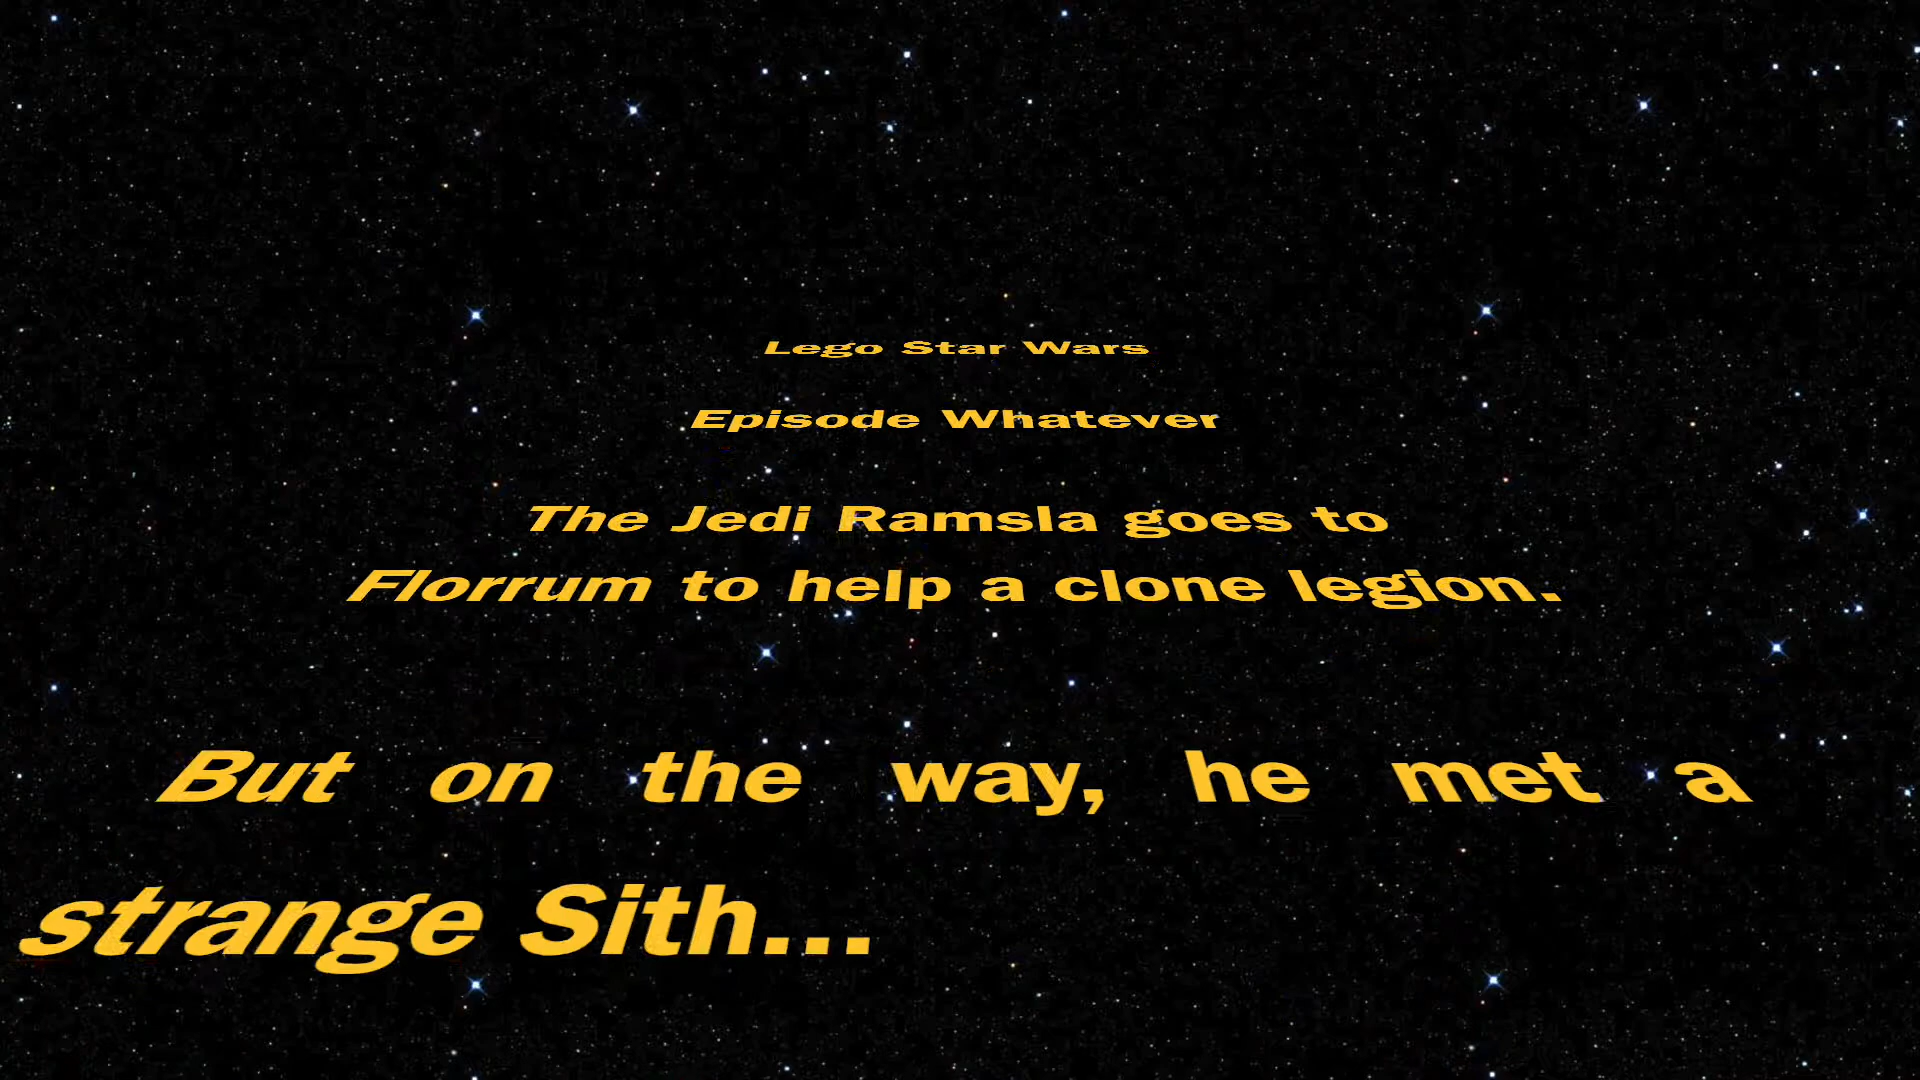 Lego Star Wars
Episode Whatever
The Jedi Ramsla goes to
Florrum to help a clone legion.
But on the way, he met a
strange Sith...